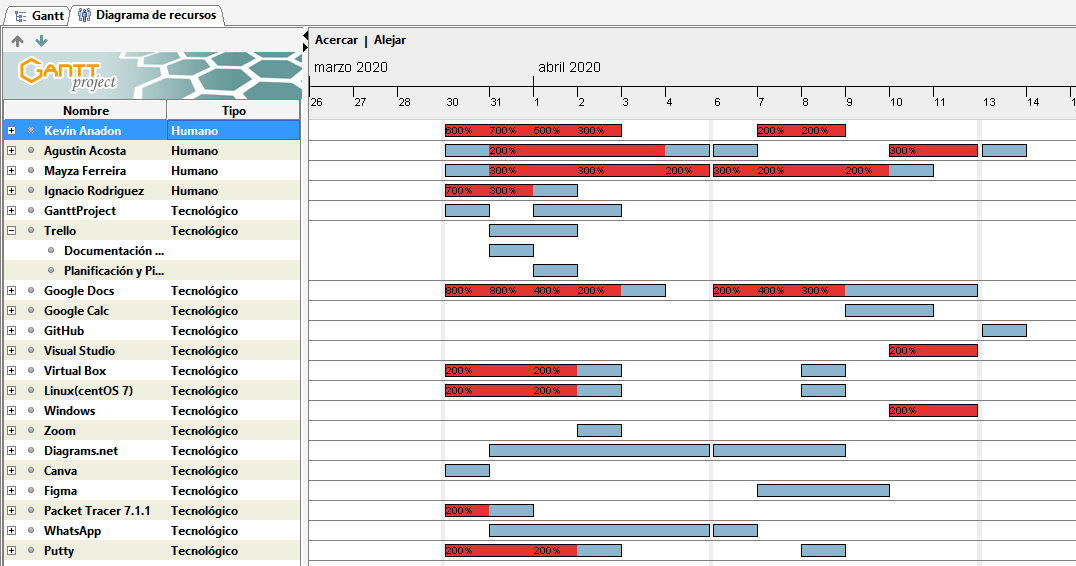 Gantt Diagrama de recursos
Acercar | Alejar
GANTT project
marzo 2020 abril 2020
Nombre Tipo
26 27 28 30 31 1 2 3 4 6 7 8 9 10 11 13 14 15
Kevin Anadon Humano 600% 700% 500% 300% 200% 200%
Agustin Acosta Humano 200% 300%
Mayza Ferreira Humano 300% 300% 200% 300% 200% 200%
Ignacio Rodriguez Humano 700% 300%
GanttProject Tecnológico
Trello Tecnológico
Documentación ...
Planificación y Pi...
Google Docs Tecnológico 800% 800% 400% 200% 200% 400% 300%
Google Calc Tecnológico
GitHub Tecnológico
Visual Studio Tecnológico 200%
Virtual Box Tecnológico 200% 200%
Linux(centOS 7) Tecnológico 200% 200%
Windows Tecnológico 200%
Zoom Tecnológico
Diagrams.net Tecnológico
Canva Tecnológico
Figma Tecnológico
Packet Tracer 7.1.1 Tecnológico 200%
WhatsApp Tecnológico
Putty Tecnológico 200% 200%